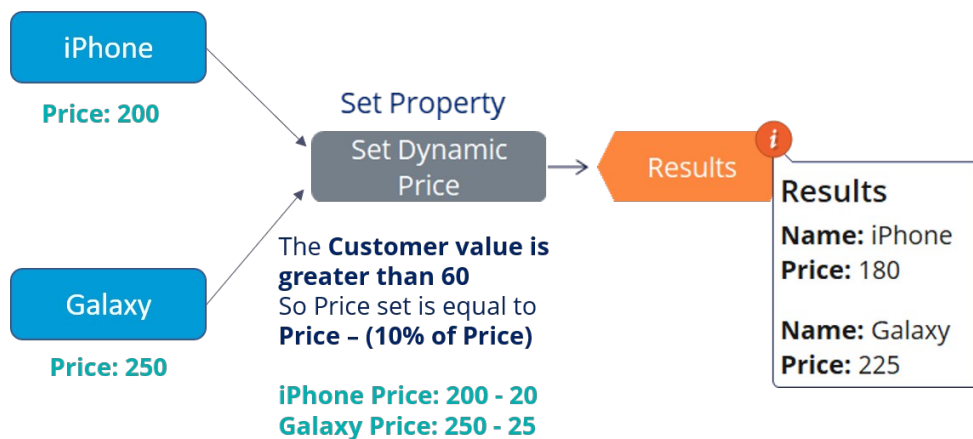 iPhone
Price: 200
Set Property
Set Dynamic
Price
Results
i
Results
Name: iPhone
Price: 180
Name: Galaxy
Price: 225
The Customer value is
greater than 60
So Price set is equal to
Price – (10% of Price)
Galaxy
Price: 250
iPhone Price: 200 - 20
Galaxy Price: 250 - 25